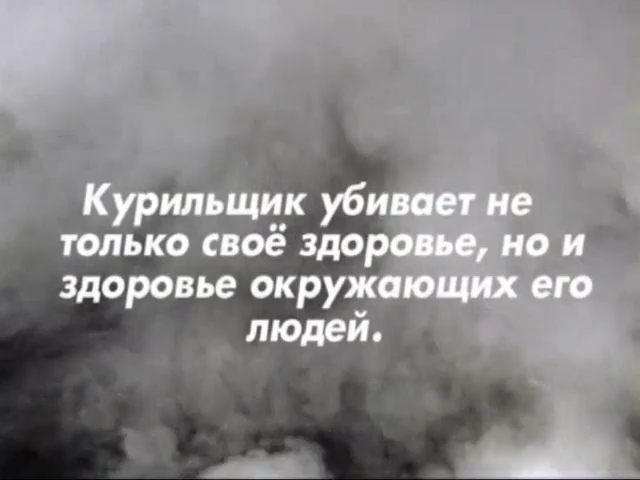 Курильщик убивает не
только своё здоровье, но и
здоровье окружающих его
людей.